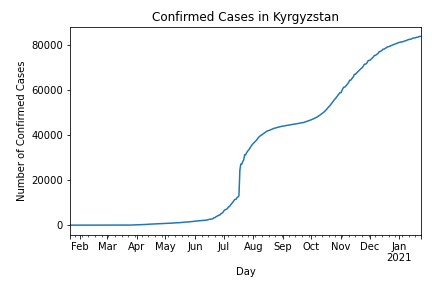 Confirmed Cases in Kyrgyzstan
Number of Confirmed Cases
80000
60000
40000
20000
0
Feb Mar Apr May Jun Jul Aug Sep Oct Nov Dec Jan
2021
Day